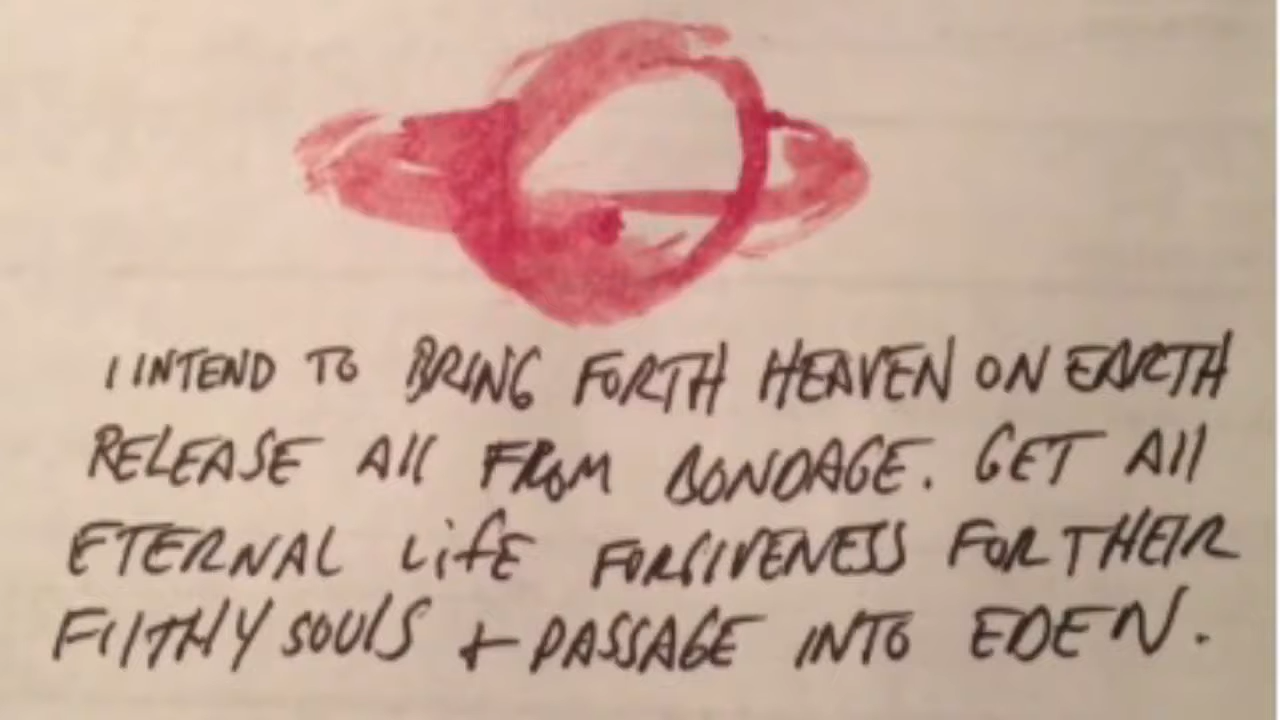 I INTEND TO BRING FORTH HEAVEN ON EARTH
RELEASE All FROM BONDAGE. GET All
ETERNAL LifE FORGIVENESS FOR THEIR
FIlTHY SOUlS + PASSAGE INTO EDEN.